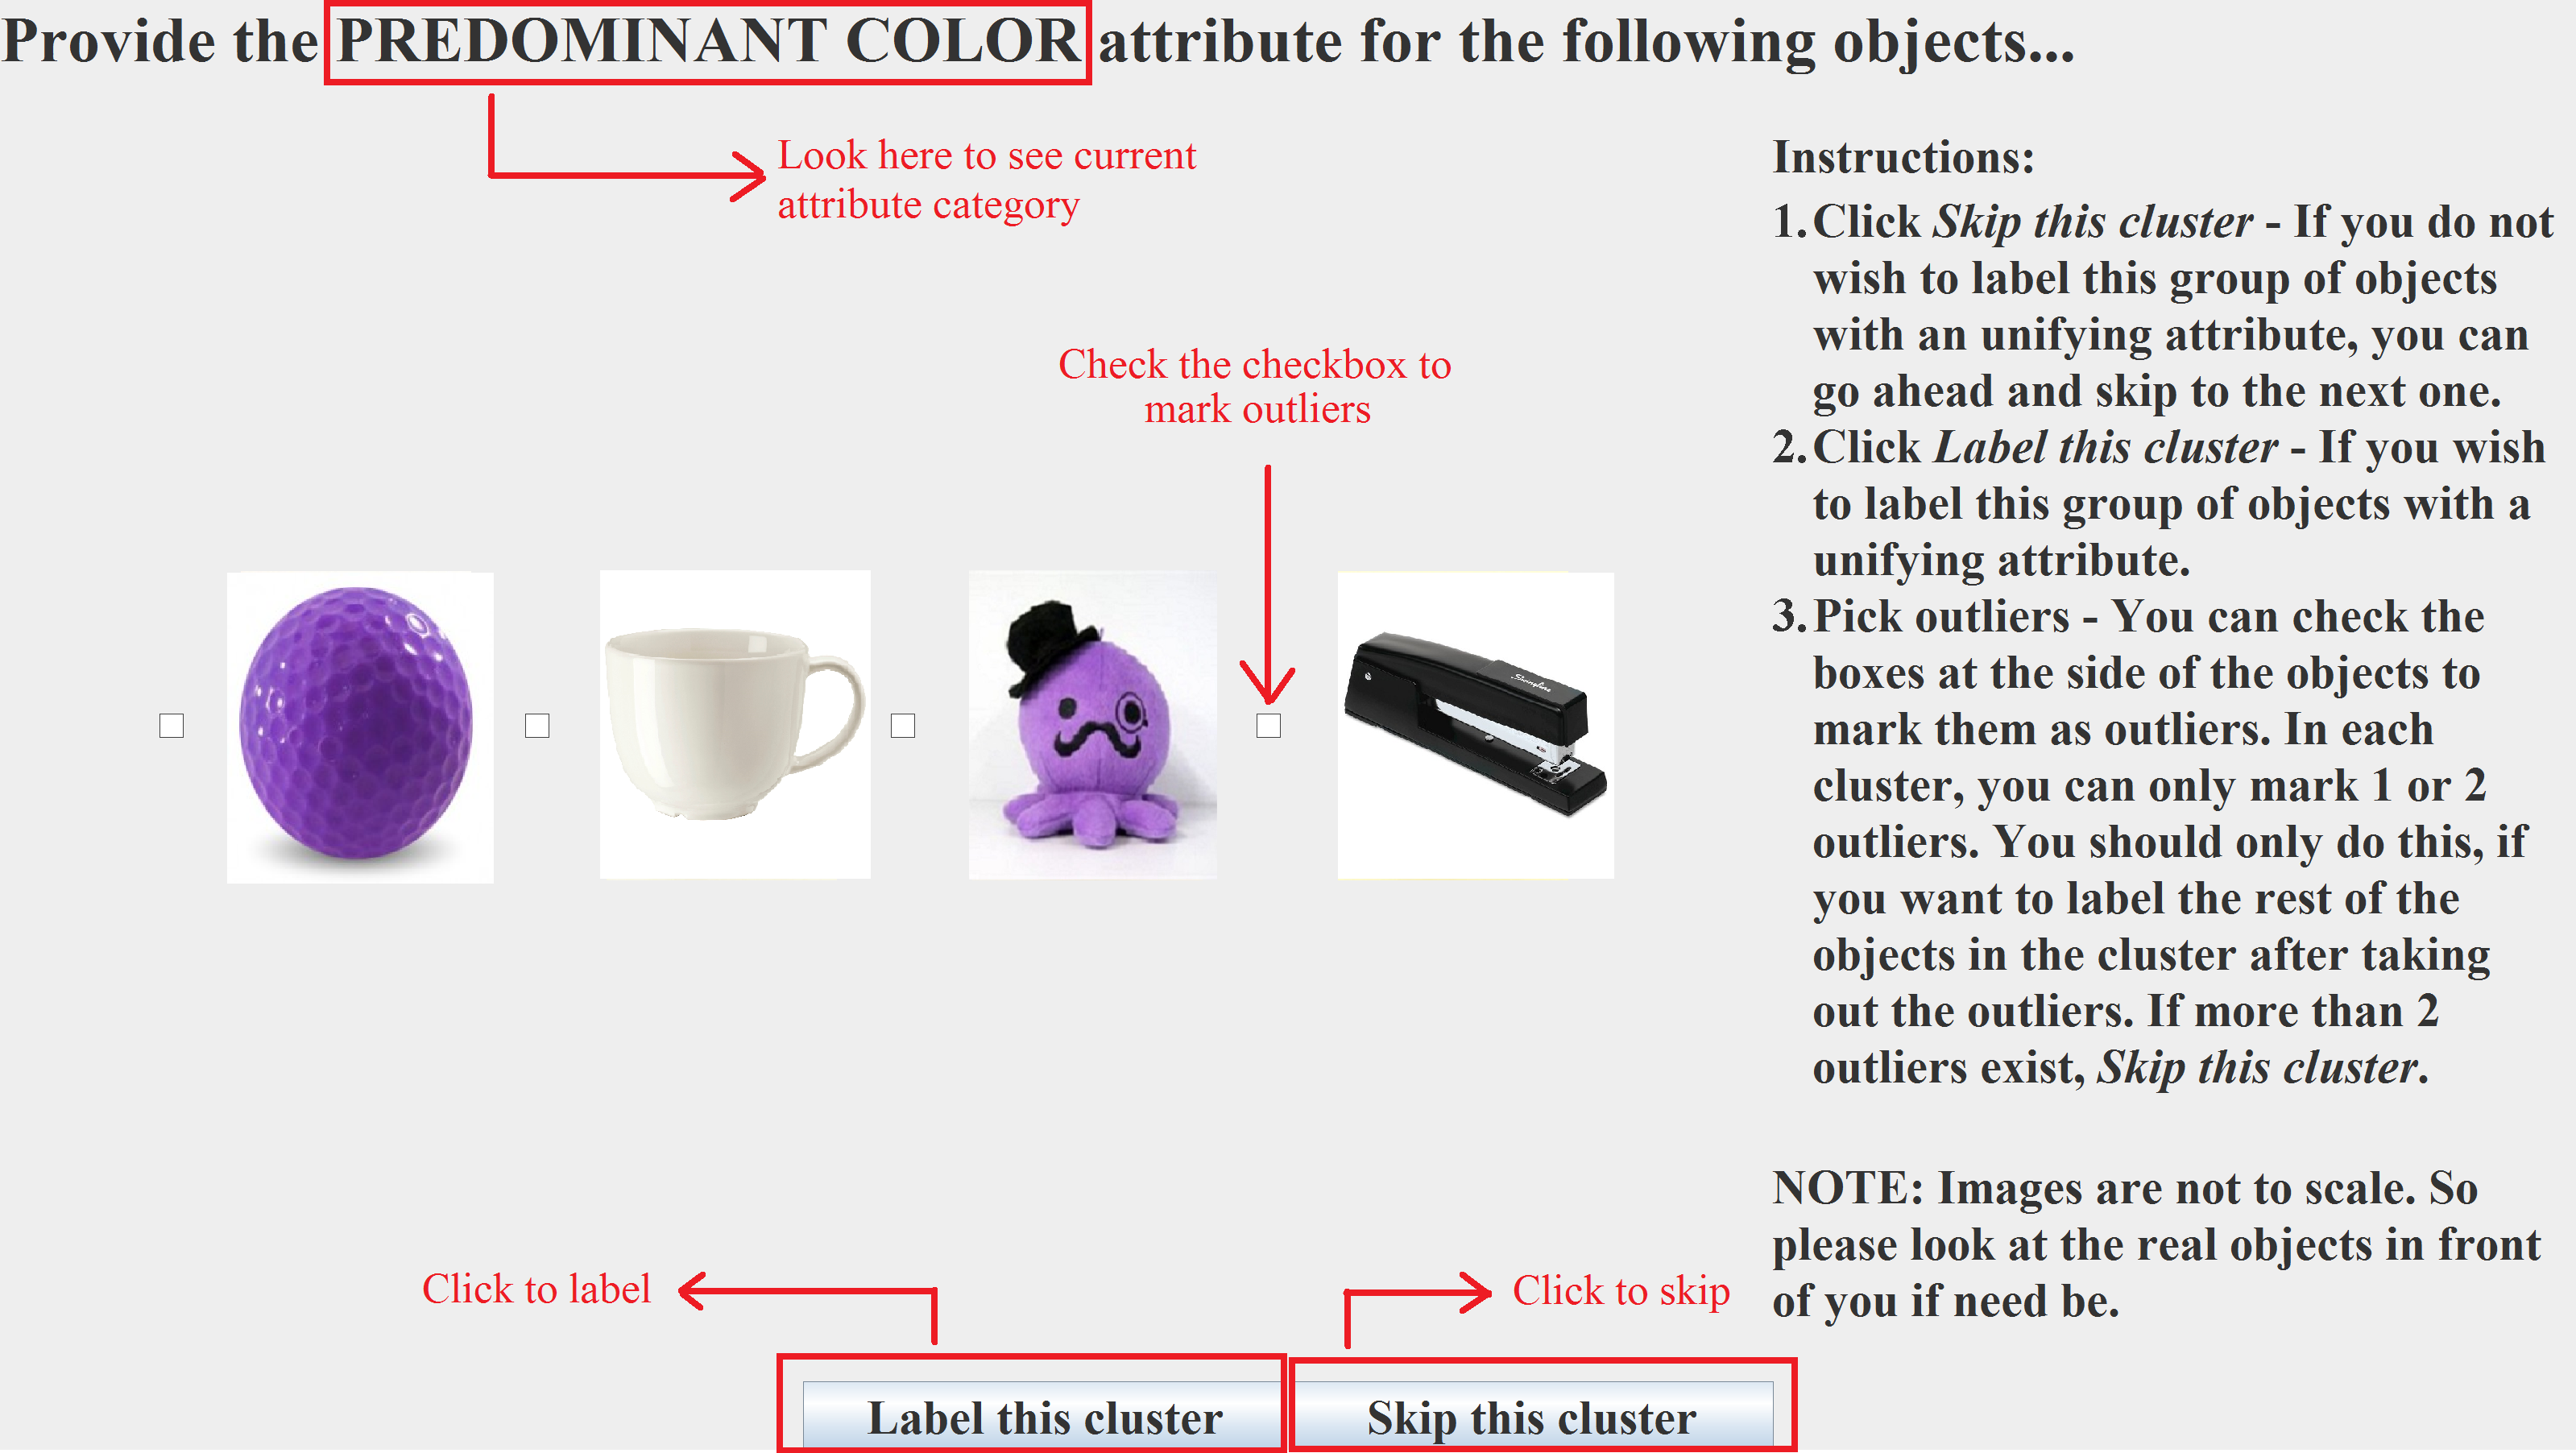 Provide the PREDOMINANT COLOR attribute for the following objects...
Look here to see current
attribute category
Check the checkbox to
mark outliers
Click to label
Click to skip
Label this cluster
Skip this cluster
Instructions:
1. Click Skip this cluster - If you do not
wish to label this group of objects
with an unifying attribute, you can
go ahead and skip to the next one.
2. Click Label this cluster - If you wish
to label this group of objects with a
unifying attribute.
3. Pick outliers - You can check the
boxes at the side of the objects to
mark them as outliers. In each
cluster, you can only mark 1 or 2
outliers. You should only do this, if
you want to label the rest of the
objects in the cluster after taking
out the outliers. If more than 2
outliers exist, Skip this cluster.
NOTE: Images are not to scale. So
please look at the real objects in front
of you if need be.